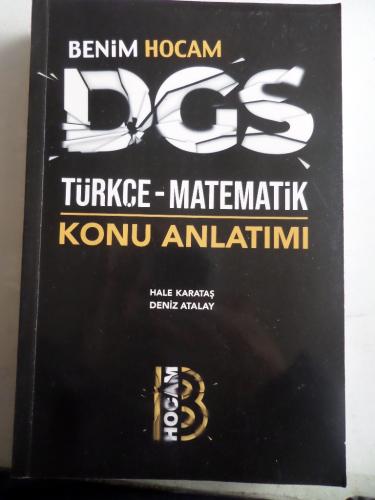 BENİM HOCAM
DGS
TÜRKÇE - MATEMATİK
KONU ANLATIMI
HALE KARATAŞ
DENİZ ATALAY
B
HOCAM